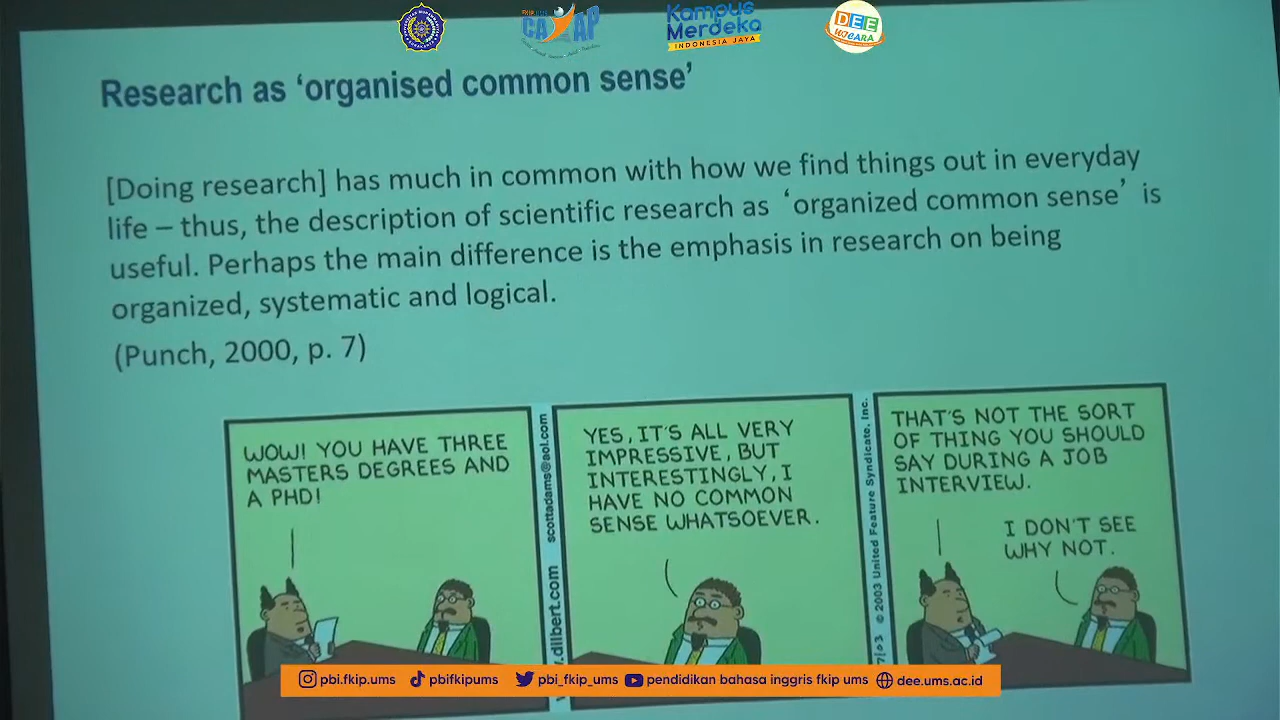 Kampus
Merdeka
INDONESIA JAYA
DEE
WICARA
Research as ‘organised common sense’
[Doing research] has much in common with how we find things out in everyday
life – thus, the description of scientific research as ‘organized common sense’ is
useful. Perhaps the main difference is the emphasis in research on being
organized, systematic and logical.
(Punch, 2000, p. 7)
WOW! YOU HAVE THREE
MASTERS DEGREES AND
A PHD!
scottadams@aol.com
.dilbert.com
YES, IT'S ALL VERY
IMPRESSIVE, BUT
INTERESTINGLY, I
HAVE NO COMMON
SENSE WHATSOEVER.
© 2003 United Feature Syndicate, Inc.
THAT'S NOT THE SORT
OF THING YOU SHOULD
SAY DURING A JOB
INTERVIEW.
I DON'T SEE
WHY NOT.
pbi.fkip.ums pbifkipums pbi_fkip_ums pendidikan bahasa inggris fkip ums dee.ums.ac.id